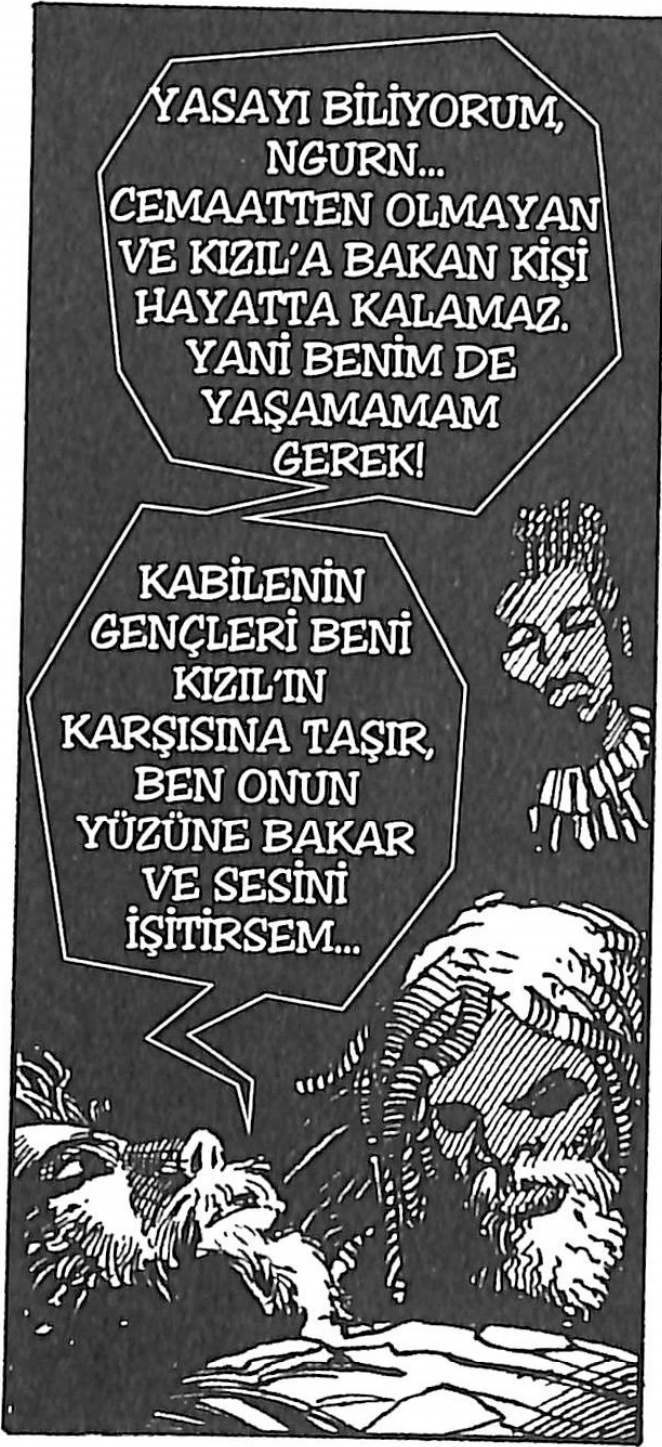 YASAYI BİLİYORUM,
NGURN...
CEMAATTEN OLMAYAN
VE KIZIL'A BAKAN KİŞİ
HAYATTA KALAMAZ.
YANİ BENİM DE
YAŞAMAMAM
GEREK!
KABİLENİN
GENÇLERİ BENİ
KIZIL'IN
KARŞISINA TAŞIR,
BEN ONUN
YÜZÜNE BAKAR
VE SESİNİ
İŞİTİRSEM...